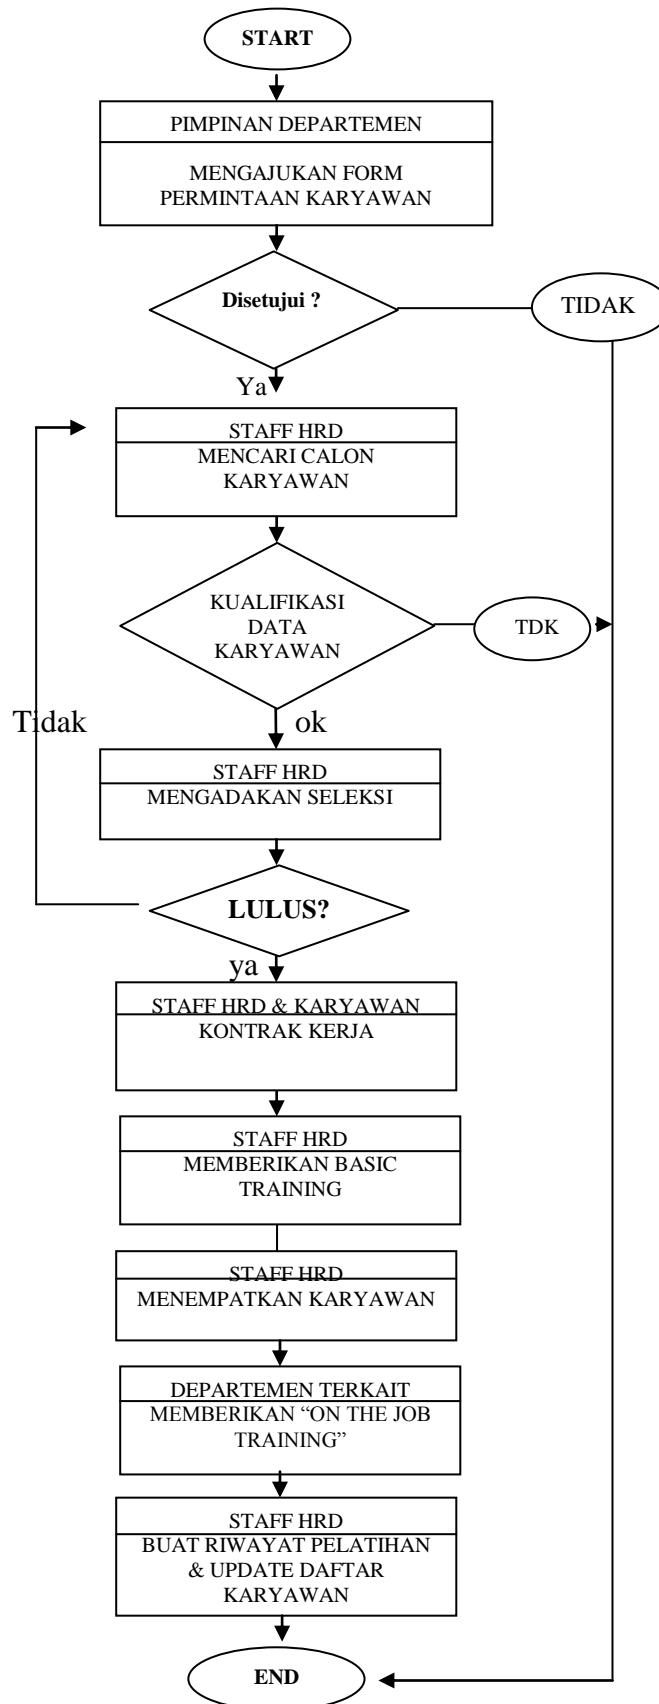 START
PIMPINAN DEPARTEMEN
MENGAJUKAN FORM
PERMINTAAN KARYAWAN
Disetujui ?
TIDAK
Ya
STAFF HRD
MENCARI CALON
KARYAWAN
KUALIFIKASI
DATA
KARYAWAN
TDK
Tidak
ok
STAFF HRD
MENGADAKAN SELEKSI
LULUS?
ya
STAFF HRD & KARYAWAN
KONTRAK KERJA
STAFF HRD
MEMBERIKAN BASIC
TRAINING
STAFF HRD
MENEMPATKAN KARYAWAN
DEPARTEMEN TERKAIT
MEMBERIKAN “ON THE JOB
TRAINING”
STAFF HRD
BUAT RIWAYAT PELATIHAN
& UPDATE DAFTAR
KARYAWAN
END